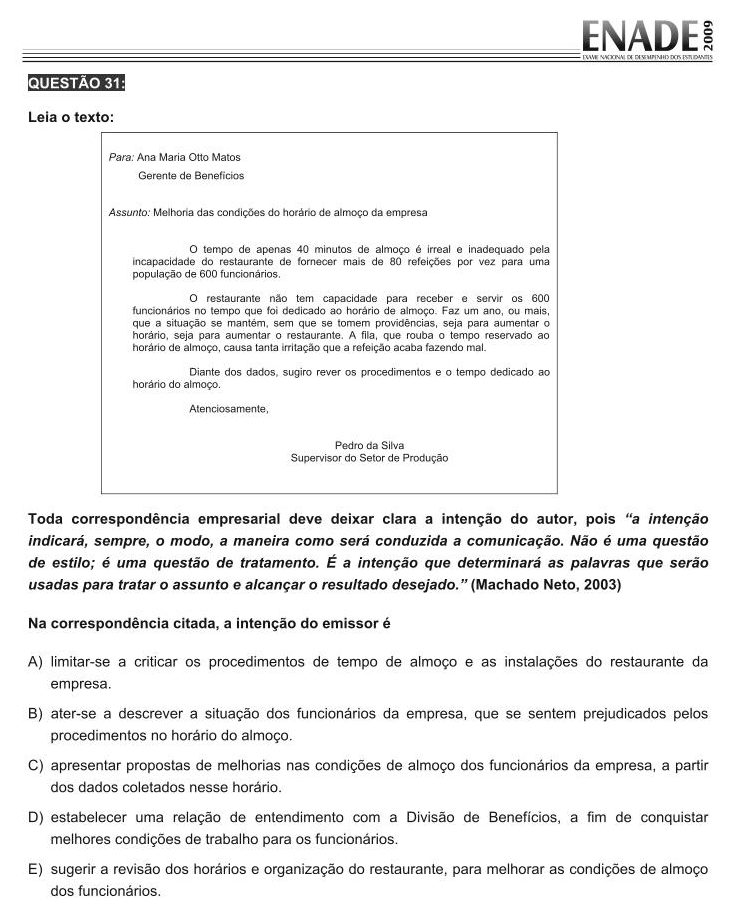 ENADE 2009
EXAME NACIONAL DE DESEMPENHO DOS ESTUDANTES
QUESTÃO 31:
Leia o texto:
Para: Ana Maria Otto Matos
Gerente de Benefícios
Assunto: Melhoria das condições do horário de almoço da empresa
O tempo de apenas 40 minutos de almoço é irreal e inadequado pela
incapacidade do restaurante de fornecer mais de 80 refeições por vez para uma
população de 600 funcionários.
O restaurante não tem capacidade para receber e servir os 600
funcionários no tempo que foi dedicado ao horário de almoço. Faz um ano, ou mais,
que a situação se mantém, sem que se tomem providências, seja para aumentar o
horário, seja para aumentar o restaurante. A fila, que rouba o tempo reservado ao
horário de almoço, causa tanta irritação que a refeição acaba fazendo mal.
Diante dos dados, sugiro rever os procedimentos e o tempo dedicado ao
horário do almoço.
Atenciosamente,
Pedro da Silva
Supervisor do Setor de Produção
Toda correspondência empresarial deve deixar clara a intenção do autor, pois “a intenção
indicará, sempre, o modo, a maneira como será conduzida a comunicação. Não é uma questão
de estilo; é uma questão de tratamento. É a intenção que determinará as palavras que serão
usadas para tratar o assunto e alcançar o resultado desejado.” (Machado Neto, 2003)
Na correspondência citada, a intenção do emissor é
A) limitar-se a criticar os procedimentos de tempo de almoço e as instalações do restaurante da
empresa.
B) ater-se a descrever a situação dos funcionários da empresa, que se sentem prejudicados pelos
procedimentos no horário do almoço.
C) apresentar propostas de melhorias nas condições de almoço dos funcionários da empresa, a partir
dos dados coletados nesse horário.
D) estabelecer uma relação de entendimento com a Divisão de Benefícios, a fim de conquistar
melhores condições de trabalho para os funcionários.
E) sugerir a revisão dos horários e organização do restaurante, para melhorar as condições de almoço
dos funcionários.